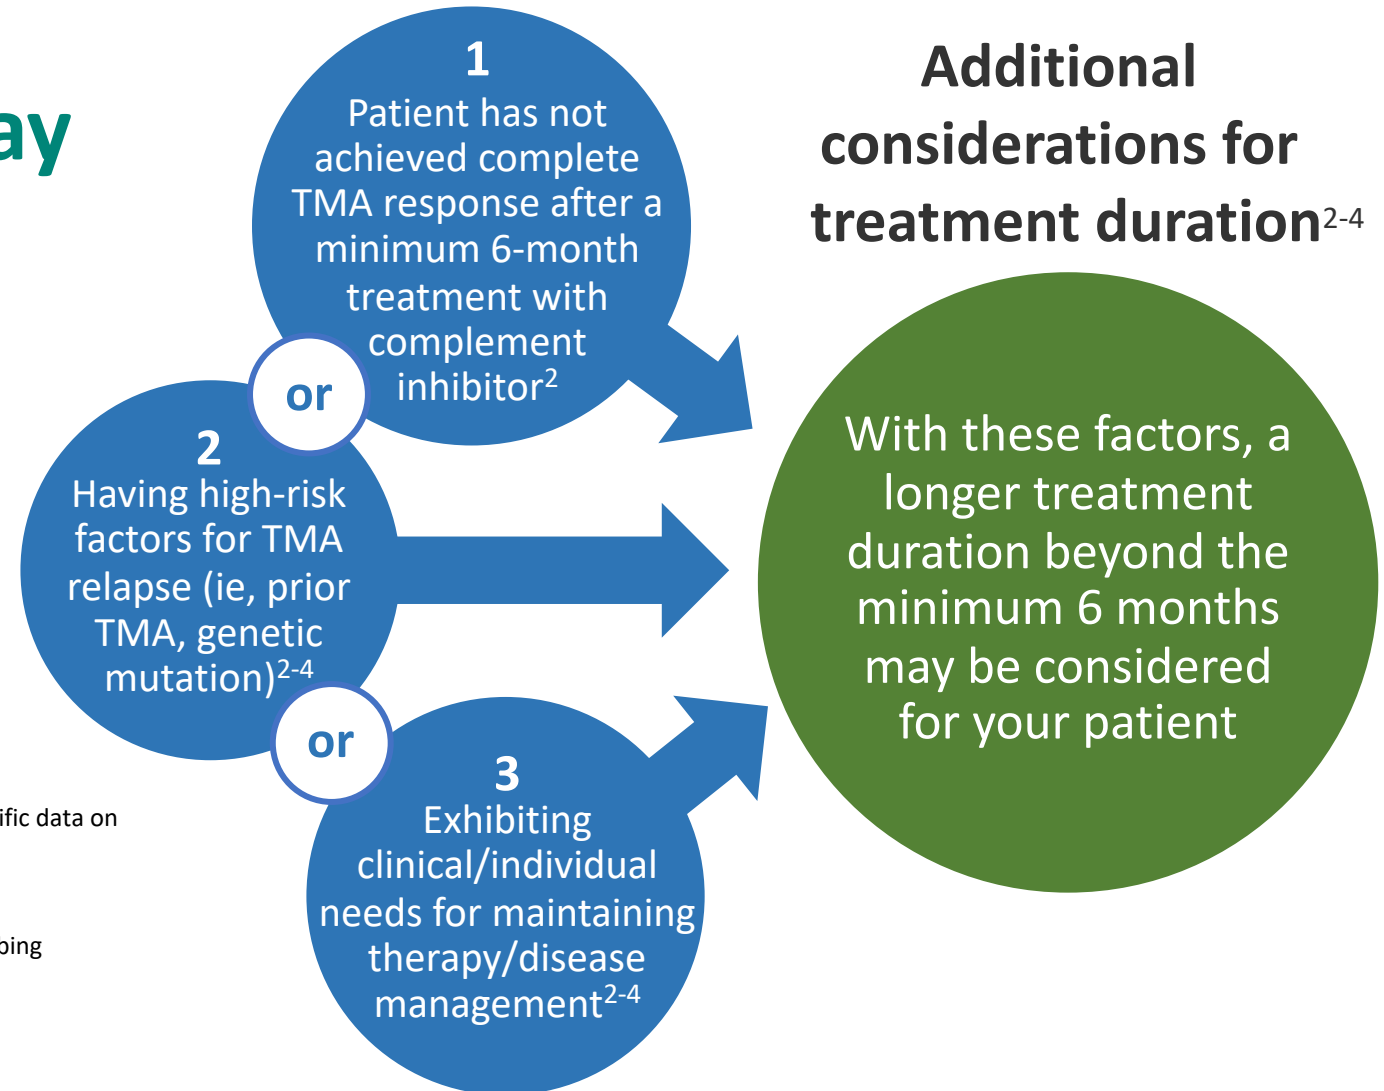 ay
1
Patient has not
achieved complete
TMA response after a
minimum 6-month
treatment with
complement
inhibitor2
or
2
Having high-risk
factors for TMA
relapse (ie, prior
TMA, genetic
mutation)2-4
or
3
Exhibiting
clinical/individual
needs for maintaining
therapy/disease
management2-4
Additional
considerations for
treatment duration2-4
With these factors, a
longer treatment
duration beyond the
minimum 6 months
may be considered
for your patient
ific data on
bing